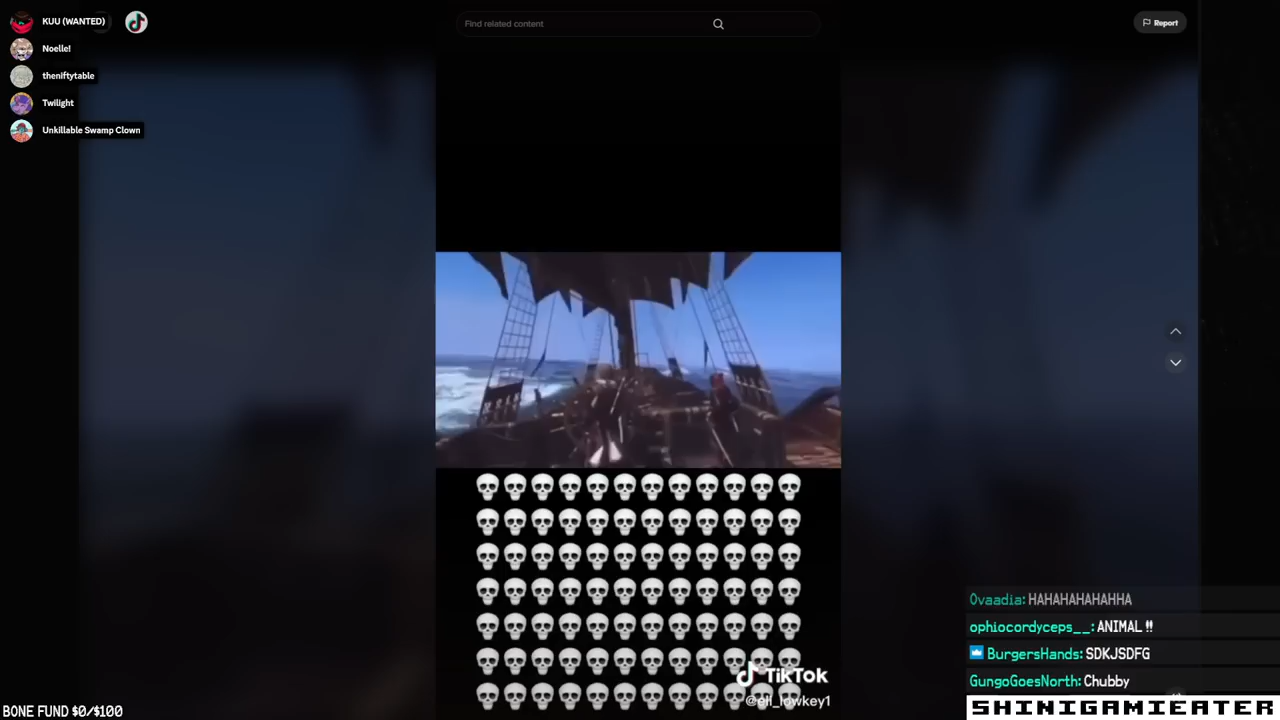 KUU (WANTED)
Noelle!
theniftytable
Twilight
Unkillable Swamp Clown
Find related content
Report
TikTok
@eli_lowkey1
Ovaadia: HAHAHAHAHAHHA
ophiocordyceps__: ANIMAL !!
BurgersHands: SDKJSDFG
GungoGoesNorth: Chubby
SHINIGAMIEATER
BONE FUND $0/$100